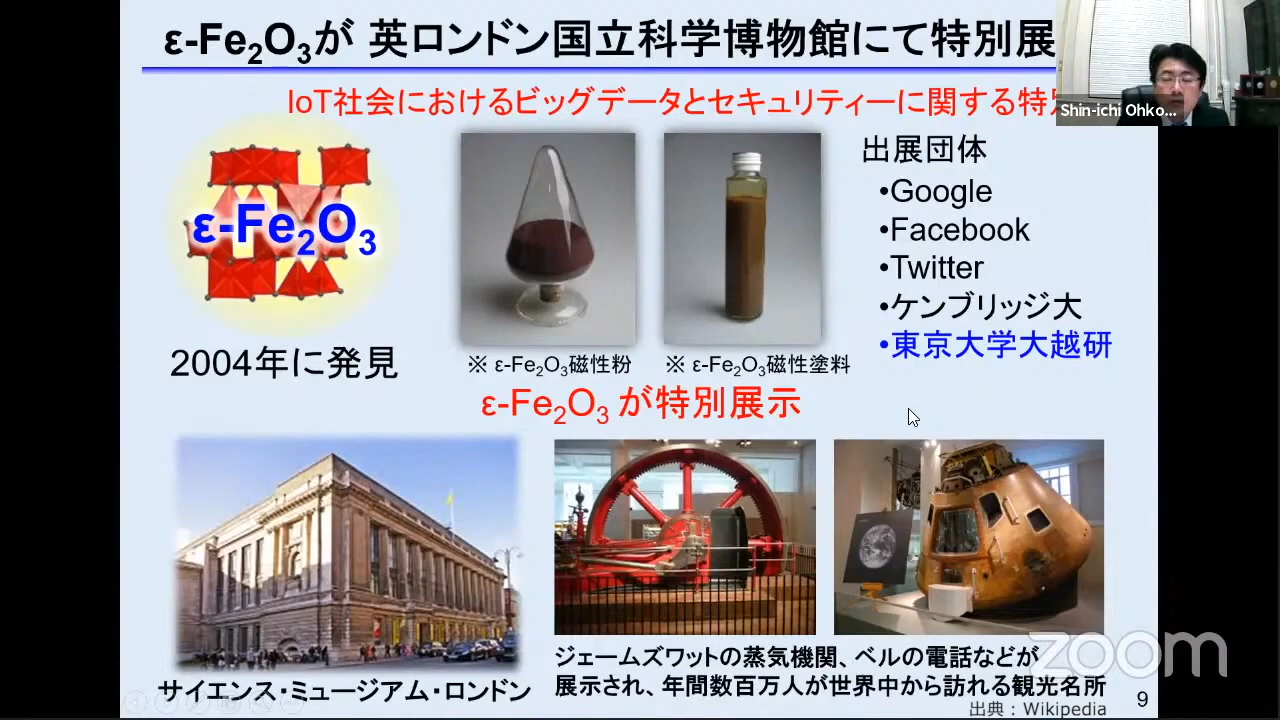 ε-Fe2O3が 英ロンドン国立科学博物館にて特別展
IoT社会におけるビッグデータとセキュリティーに関する特
Shin-ichi Ohko...
ε-Fe2O3
2004年に発見
※ ε-Fe2O3磁性粉
※ ε-Fe2O3磁性塗料
出展団体
•Google
•Facebook
•Twitter
•ケンブリッジ大
•東京大学大越研
ε-Fe2O3 が特別展示
サイエンス・ミュージアム・ロンドン
ジェームズワットの蒸気機関、ベルの電話などが
展示され、年間数百万人が世界中から訪れる観光名所
出典：Wikipedia
9
zoom